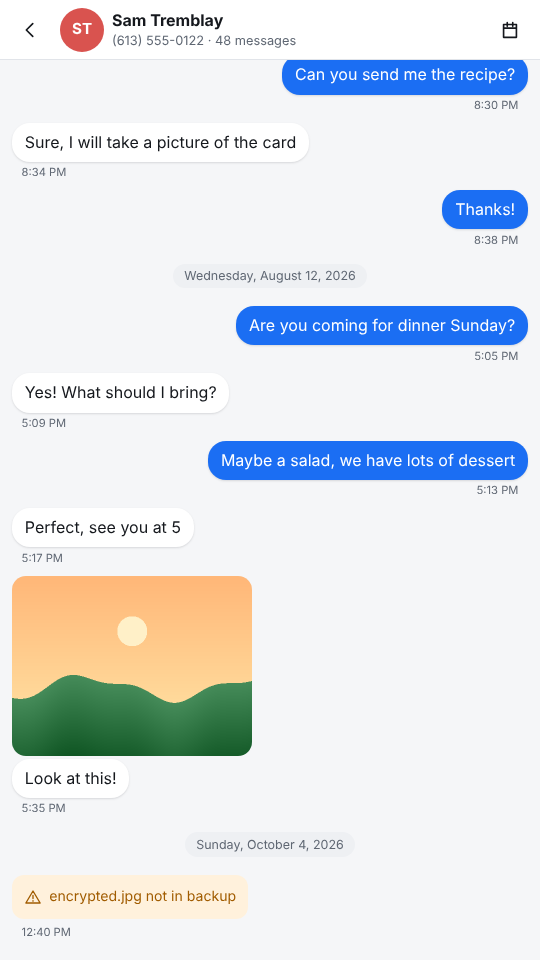 ST
Sam Tremblay
(613) 555-0122 · 48 messages
Can you send me the recipe?
8:30 PM
Sure, I will take a picture of the card
8:34 PM
Thanks!
8:38 PM
Wednesday, August 12, 2026
Are you coming for dinner Sunday?
5:05 PM
Yes! What should I bring?
5:09 PM
Maybe a salad, we have lots of dessert
5:13 PM
Perfect, see you at 5
5:17 PM
Look at this!
5:35 PM
Sunday, October 4, 2026
encrypted.jpg not in backup
12:40 PM